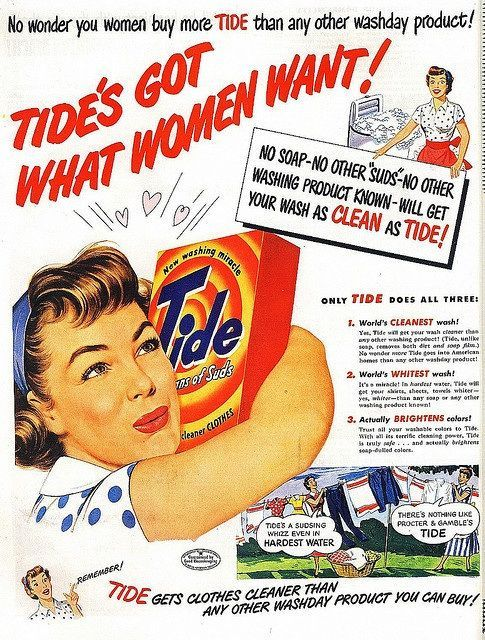 No wonder you women buy more TIDE than any other washday product!
TIDE'S GOT
WHAT WOMEN WANT!
NO SOAP-NO OTHER "SUDS"-NO OTHER
WASHING PRODUCT KNOWN-WILL GET
YOUR WASH AS CLEAN AS TIDE!
New washing miracle
Tide
ns of Suds
cleaner CLOTHES
ONLY TIDE DOES ALL THREE:
1. World's CLEANEST wash!
Yes, Tide will get your wash cleaner than
any other washing product! (Tide, unlike
soap, removes both dirt and soap film.)
No wonder more Tide goes into American
homes than any other washday product!
2. World's WHITEST wash!
It's a miracle! In hardest water, Tide will
get your shirts, sheets, towels whiter—
yes, whiter—than any soap or any other
washing product known!
3. Actually BRIGHTENS colors!
Trust all your washable colors to Tide.
With all its terrific cleaning power, Tide
is truly safe . . . and actually brightens
soap-dulled colors.
TIDE'S A SUDSING
WHIZZ EVEN IN
HARDEST WATER
THERE'S NOTHING LIKE
PROCTER & GAMBLE'S
TIDE
Guaranteed by
Good Housekeeping
REMEMBER!
TIDE GETS CLOTHES CLEANER THAN
ANY OTHER WASHDAY PRODUCT YOU CAN BUY!